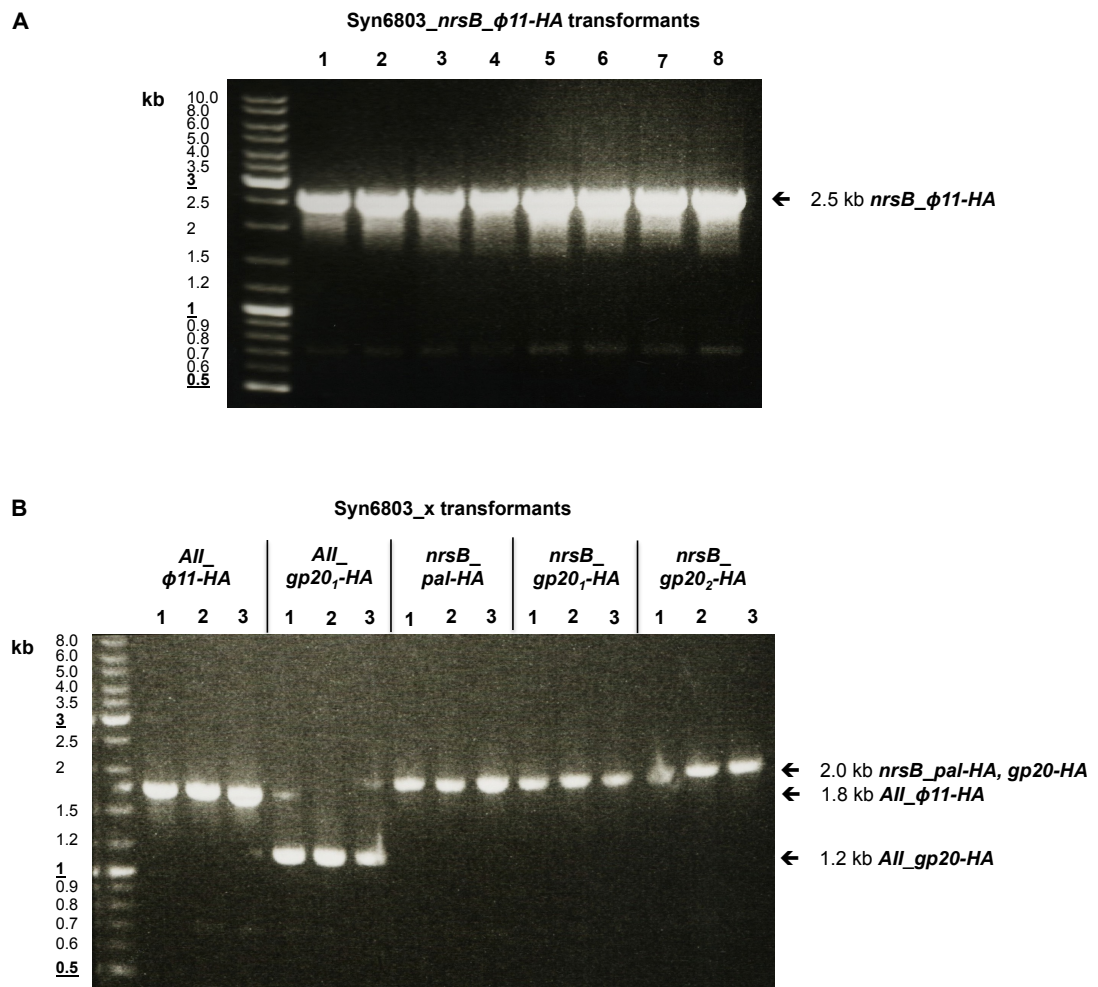 A
Syn6803_nrsB_ϕ11-HA transformants
1 2 3 4 5 6 7 8
kb
10.0
8.0
6.0
5.0
4.0
3.5
3
2.5
2
1.5
1.2
1
0.9
0.8
0.7
0.6
0.5
← 2.5 kb nrsB_ϕ11-HA
B
Syn6803_x transformants
All_ϕ11-HA
All_gp20₁-HA
nrsB_pal-HA
nrsB_gp20₁-HA
nrsB_gp20₂-HA
1 2 3 1 2 3 1 2 3 1 2 3 1 2 3
kb
8.0
6.0
5.0
4.0
3.5
3
2.5
2
1.5
1.2
1
0.9
0.8
0.7
0.6
0.5
← 2.0 kb nrsB_pal-HA, gp20-HA
← 1.8 kb All_ϕ11-HA
← 1.2 kb All_gp20-HA